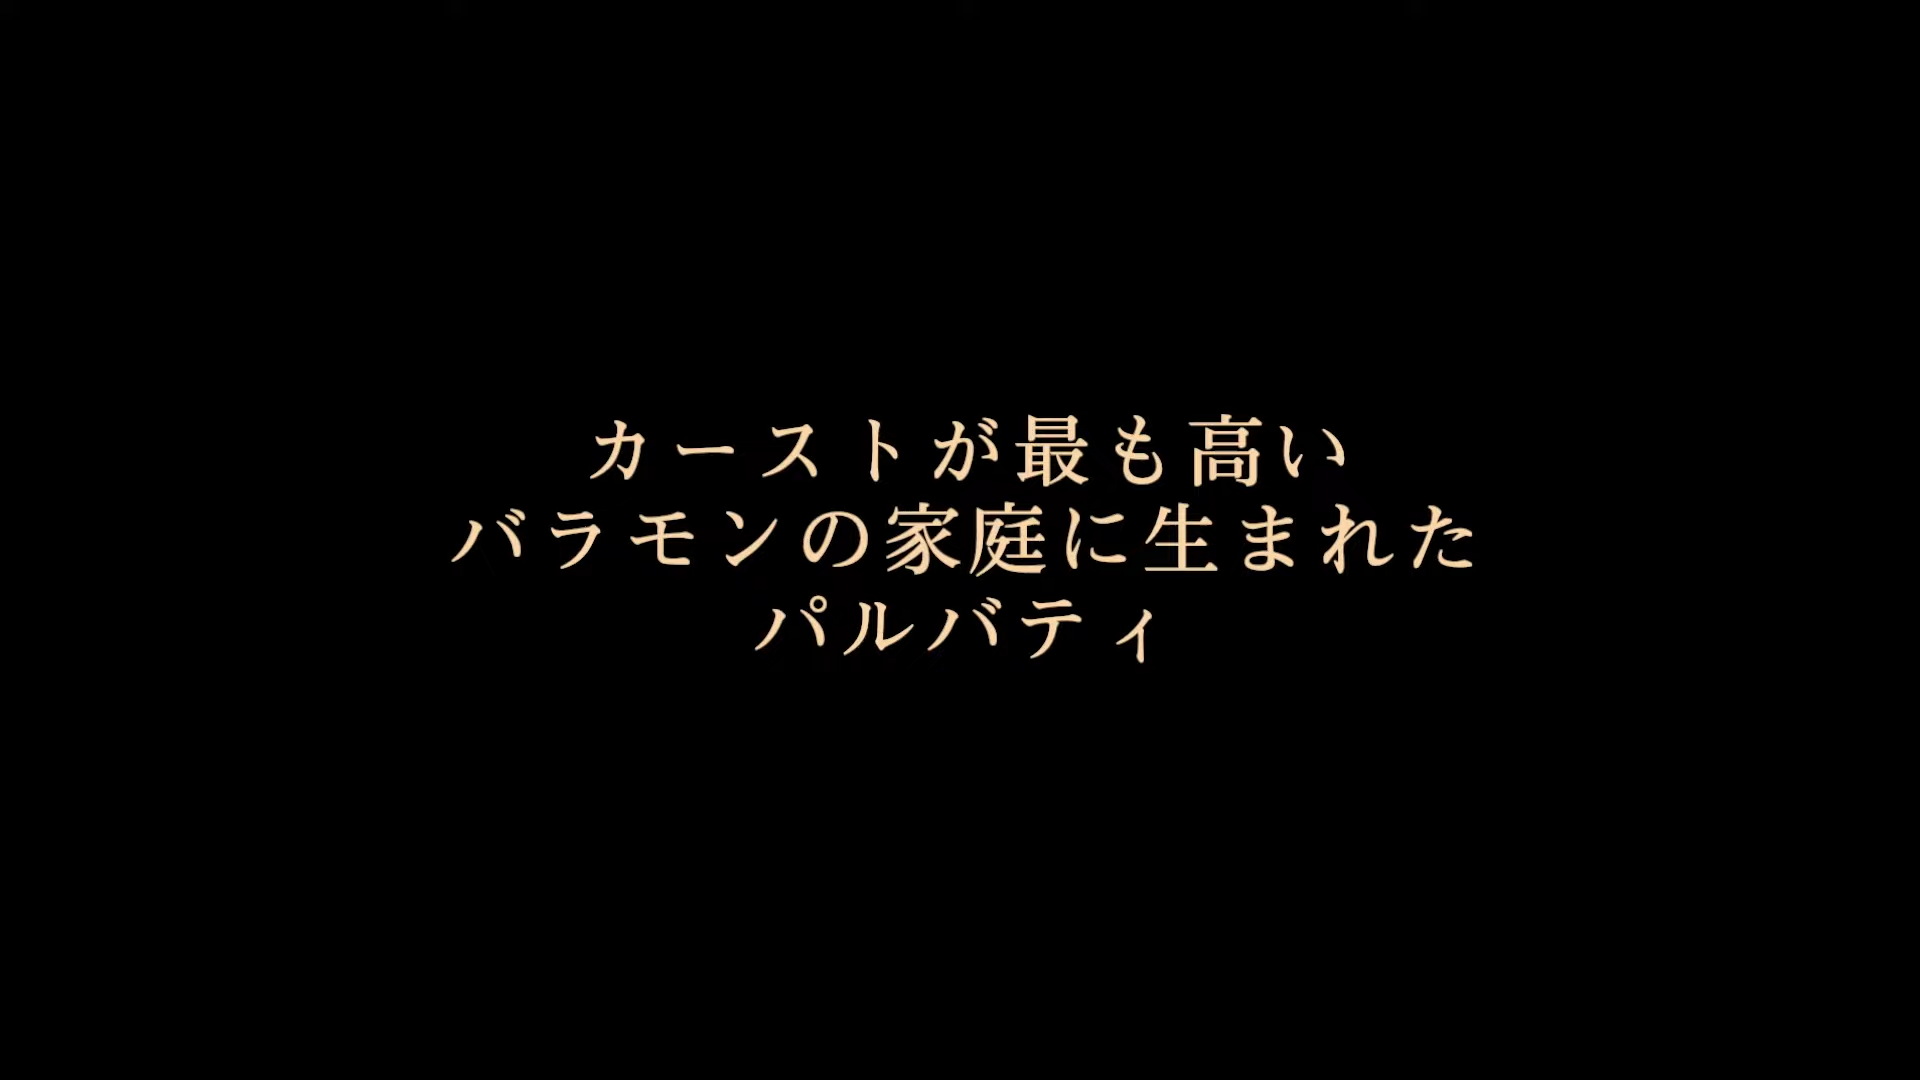 カーストが最も高い
バラモンの家庭に生まれた
パルバティ